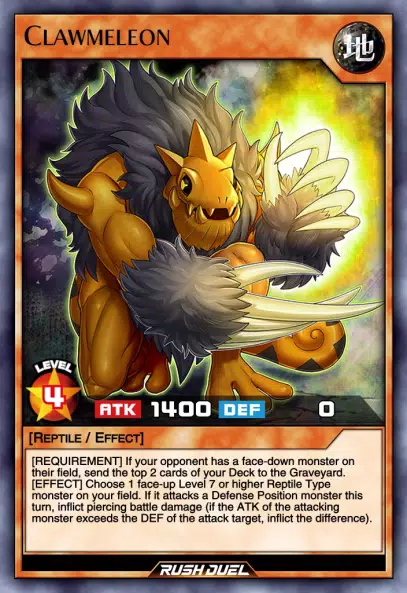 CLAWMELEON
地
LEVEL
4
ATK 1400 DEF 0
[REPTILE / EFFECT]
[REQUIREMENT] If your opponent has a face-down monster on
their field, send the top 2 cards of your Deck to the Graveyard.
[EFFECT] Choose 1 face-up Level 7 or higher Reptile Type
monster on your field. If it attacks a Defense Position monster this
turn, inflict piercing battle damage (if the ATK of the attacking
monster exceeds the DEF of the attack target, inflict the difference).
RUSH DUEL